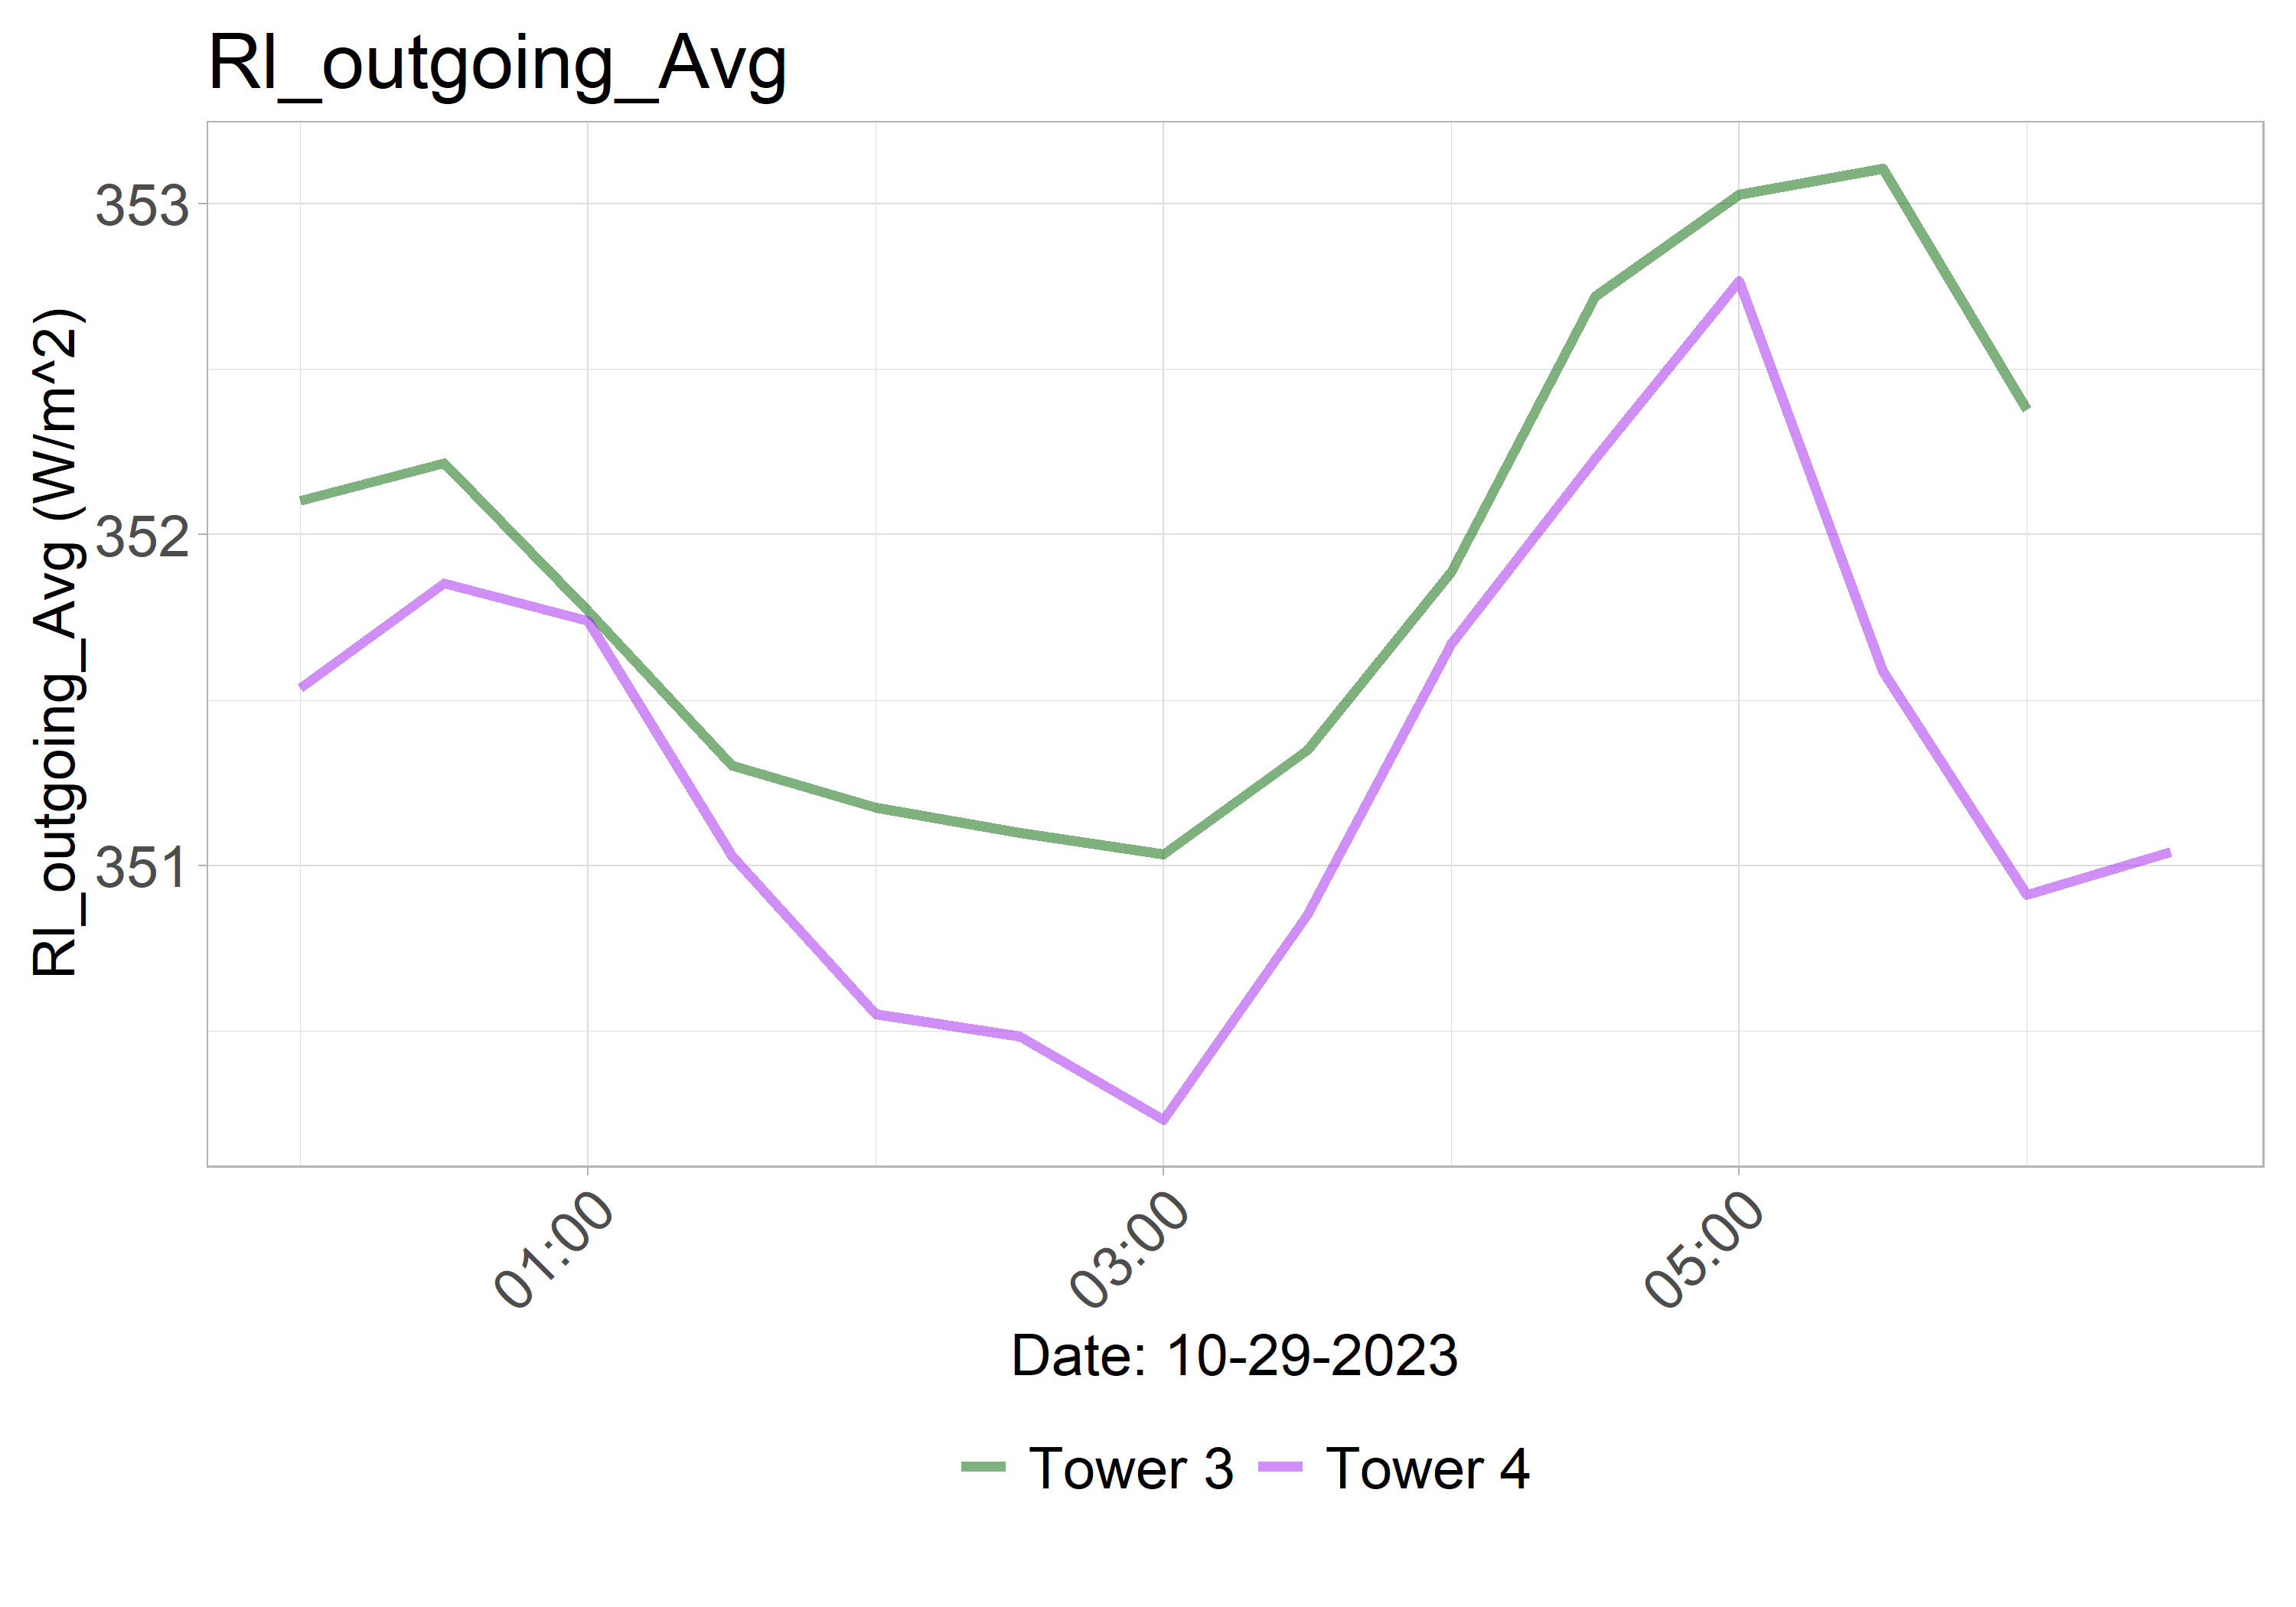 Rl_outgoing_Avg
Rl_outgoing_Avg (W/m^2)
353
352
351
01:00
03:00
05:00
Date: 10-29-2023
Tower 3
Tower 4